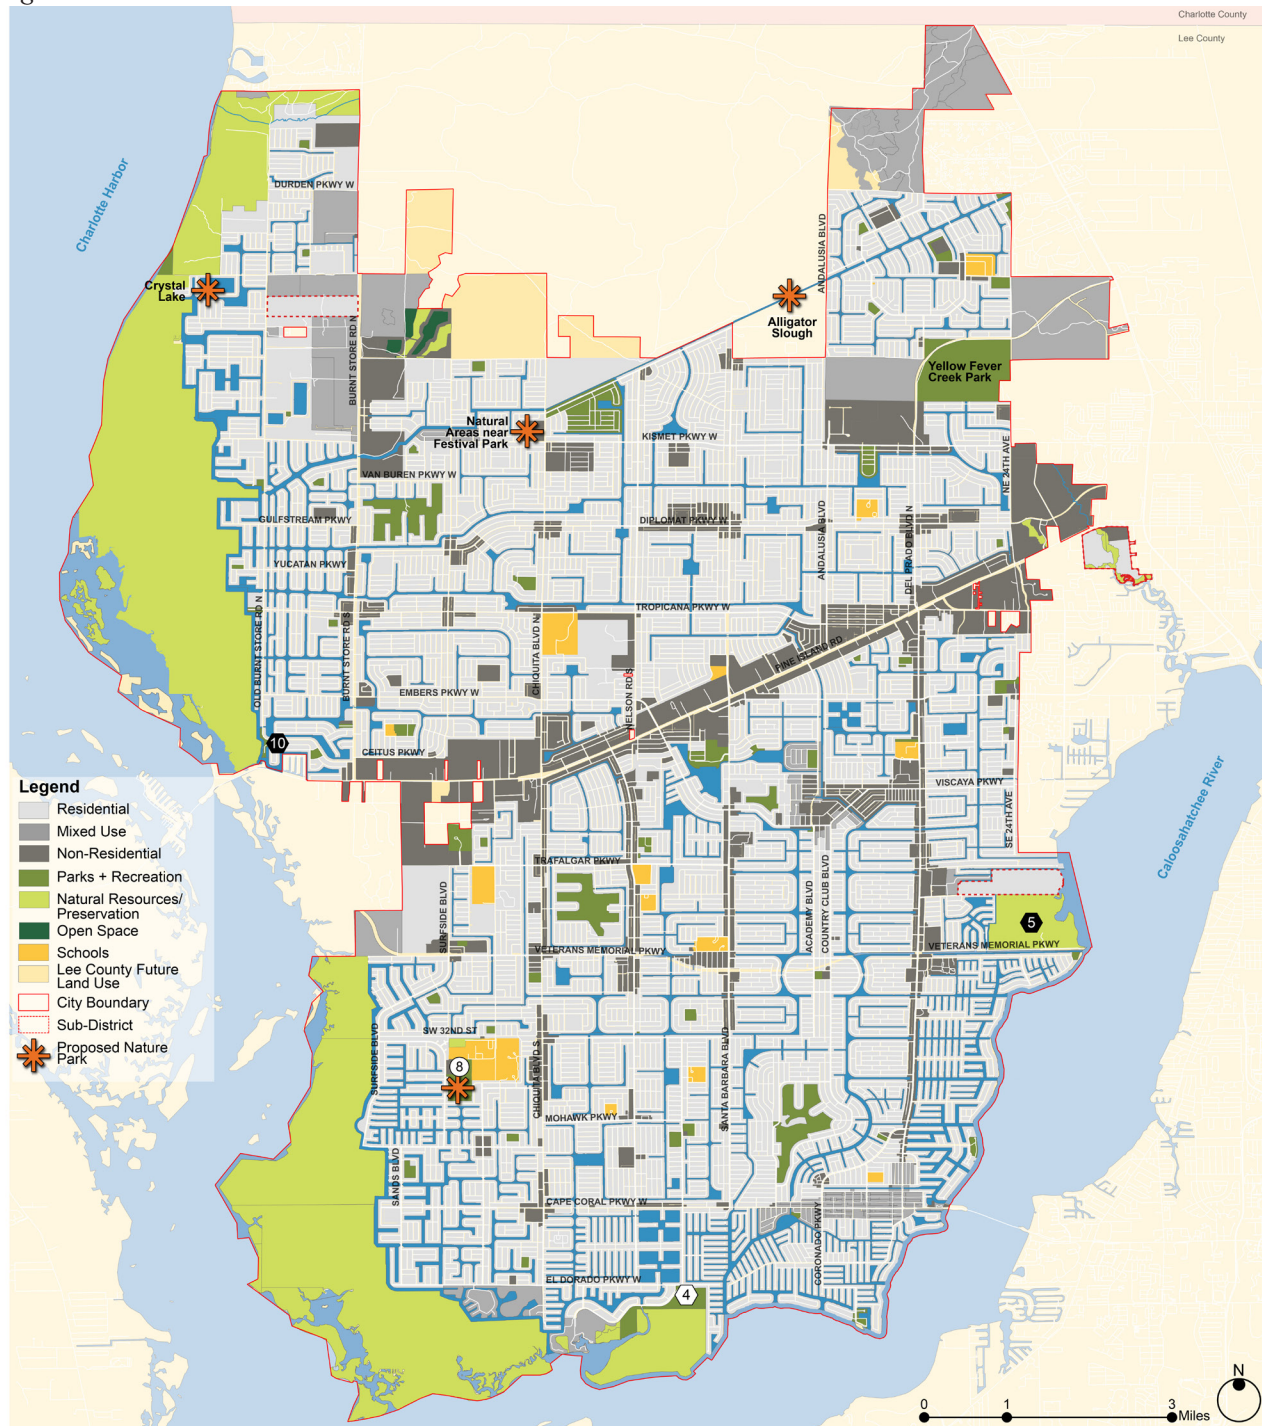 Charlotte County
Lee County
Charlotte Harbor
DURDEN PKWY W
ANDALUSIA BLVD
Crystal
Lake
Alligator
Slough
BURNT STORE RD N
Yellow Fever
Creek Park
Natural
Areas near
Festival Park
KISMET PKWY W
NE 24TH AVE
VAN BUREN PKWY W
GULFSTREAM PKWY
DIPLOMAT PKWY W
ANDALUSIA BLVD
DEL PRADO BLVD N
YUCATAN PKWY
TROPICANA PKWY W
OLD BURNT STORE RD N
BURNT STORE RD S
CHIQUITA BLVD N
PINE ISLAND RD
NELSON RD S
EMBERS PKWY W
10
CEITUS PKWY
VISCAYA PKWY
SE 24TH AVE
Caloosahatchee River
Legend
Residential
Mixed Use
Non-Residential
Parks + Recreation
Natural Resources/
Preservation
Open Space
Schools
Lee County Future
Land Use
City Boundary
Sub-District
Proposed Nature
Park
TRAFALGAR PKWY
SURFSIDE BLVD
ACADEMY BLVD
COUNTRY CLUB BLVD
5
VETERANS MEMORIAL PKWY
VETERANS MEMORIAL PKWY
SW 32ND ST
SURFSIDE BLVD
8
CHIQUITA BLVD S
SANTA BARBARA BLVD
MOHAWK PKWY
SANDS BLVD
CAPE CORAL PKWY W
CORONADO PKWY
EL DORADO PKWY W
4
N
0
1
3
Miles